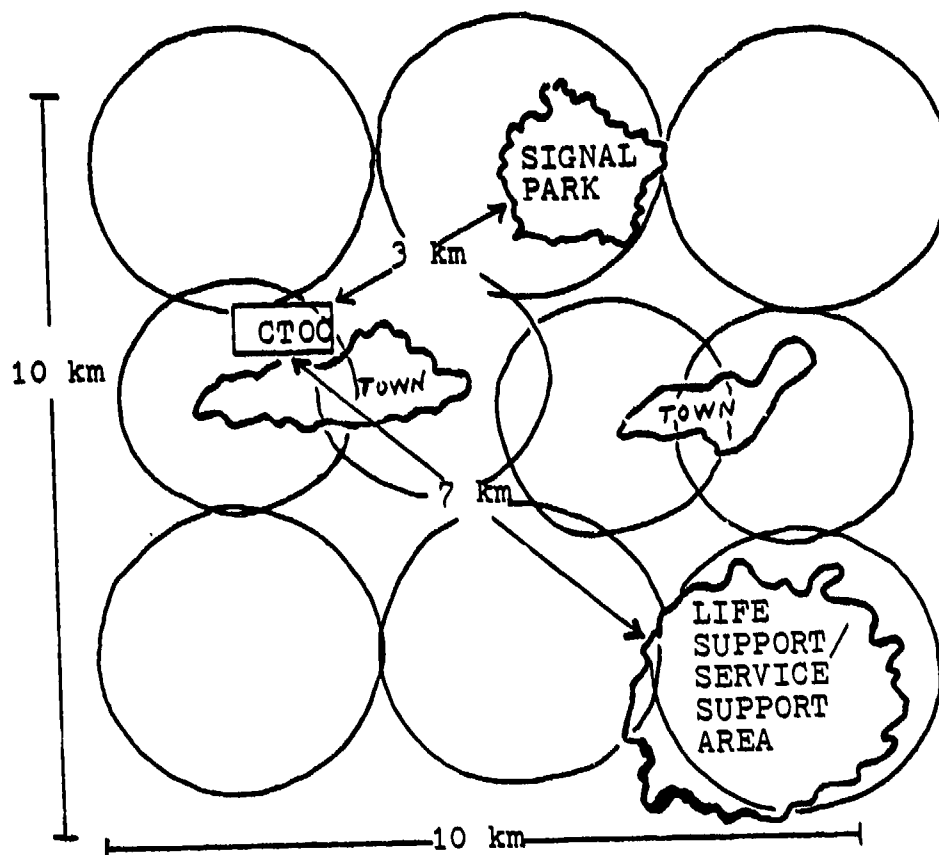 SIGNAL
PARK
3 km
CTOC
10 km
TOWN
TOWN
7 km
LIFE
SUPPORT/
SERVICE
SUPPORT
AREA
10 km